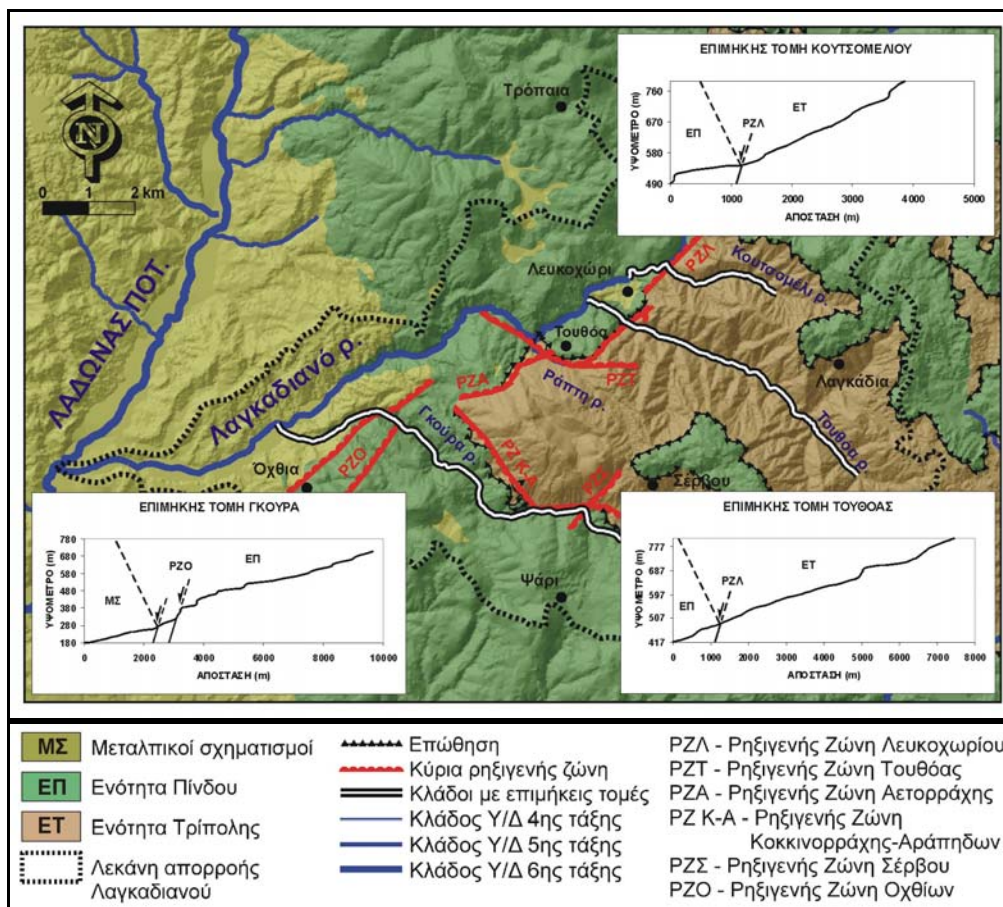 Τρόπαια
N
0 1 2 km
ΛΑΔΩΝΑΣ ΠΟΤ.
Λαγκαδιανό ρ.
Λευκοχώρι
ΡΖΛ
Κουτσομέλι ρ.
Τουθόα
ΡΖΑ
ΡΖΤ
Ράπτη ρ.
Λαγκάδια
Τουθόα ρ.
Γκούρα ρ.
ΡΖ Κ-Α
ΡΖΟ
Όχθια
ΡΖΣ
Σέρβου
Ψάρι
ΕΠΙΜΗΚΗΣ ΤΟΜΗ ΚΟΥΤΣΟΜΕΛΙΟΥ
ΥΨΟΜΕΤΡΟ (m)
760
670
580
490
ΕΠ
ΡΖΛ
ΕΤ
0 1000 2000 3000 4000 5000
ΑΠΟΣΤΑΣΗ (m)
ΕΠΙΜΗΚΗΣ ΤΟΜΗ ΓΚΟΥΡΑ
ΥΨΟΜΕΤΡΟ (m)
780
680
580
480
380
280
180
ΜΣ
ΡΖΟ
ΕΠ
0 2000 4000 6000 8000 10000
ΑΠΟΣΤΑΣΗ (m)
ΕΠΙΜΗΚΗΣ ΤΟΜΗ ΤΟΥΘΟΑΣ
ΥΨΟΜΕΤΡΟ (m)
777
687
597
507
417
ΕΠ
ΡΖΛ
ΕΤ
0 1000 2000 3000 4000 5000 6000 7000 8000
ΑΠΟΣΤΑΣΗ (m)
ΜΣ Μεταλπικοί σχηματισμοί
ΕΠ Ενότητα Πίνδου
ΕΤ Ενότητα Τρίπολης
Λεκάνη απορροής
Λαγκαδιανού
Επώθηση
Κύρια ρηξιγενής ζώνη
Κλάδοι με επιμήκεις τομές
Κλάδος Υ/Δ 4ης τάξης
Κλάδος Υ/Δ 5ης τάξης
Κλάδος Υ/Δ 6ης τάξης
ΡΖΛ - Ρηξιγενής Ζώνη Λευκοχωρίου
ΡΖΤ - Ρηξιγενής Ζώνη Τουθόας
ΡΖΑ - Ρηξιγενής Ζώνη Αετορράχης
ΡΖ Κ-Α - Ρηξιγενής Ζώνη
Κοκκινορράχης-Αράπηδων
ΡΖΣ - Ρηξιγενής Ζώνη Σέρβου
ΡΖΟ - Ρηξιγενής Ζώνη Οχθίων